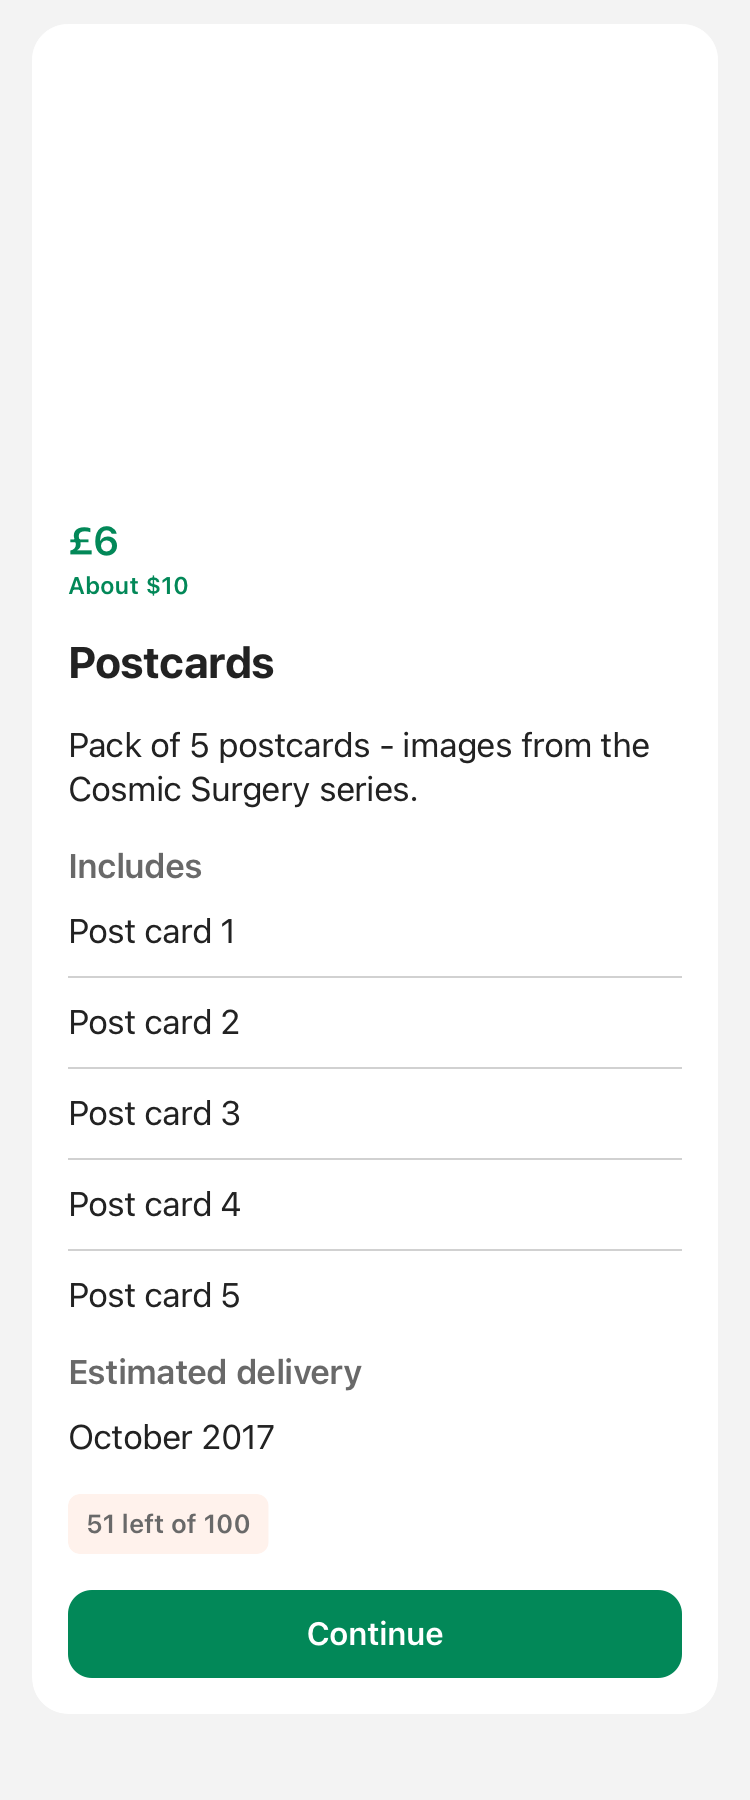 £6
About $10
Postcards
Pack of 5 postcards - images from the
Cosmic Surgery series.
Includes
Post card 1
Post card 2
Post card 3
Post card 4
Post card 5
Estimated delivery
October 2017
51 left of 100
Continue